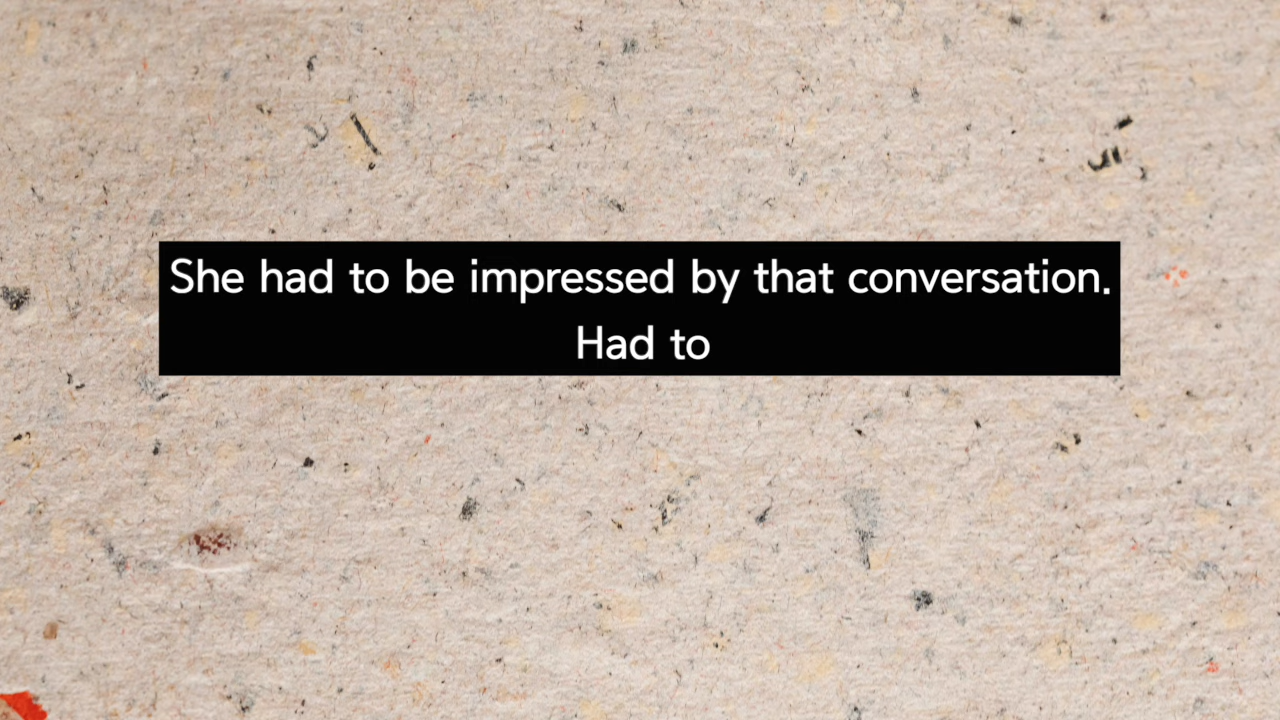 She had to be impressed by that conversation.
Had to